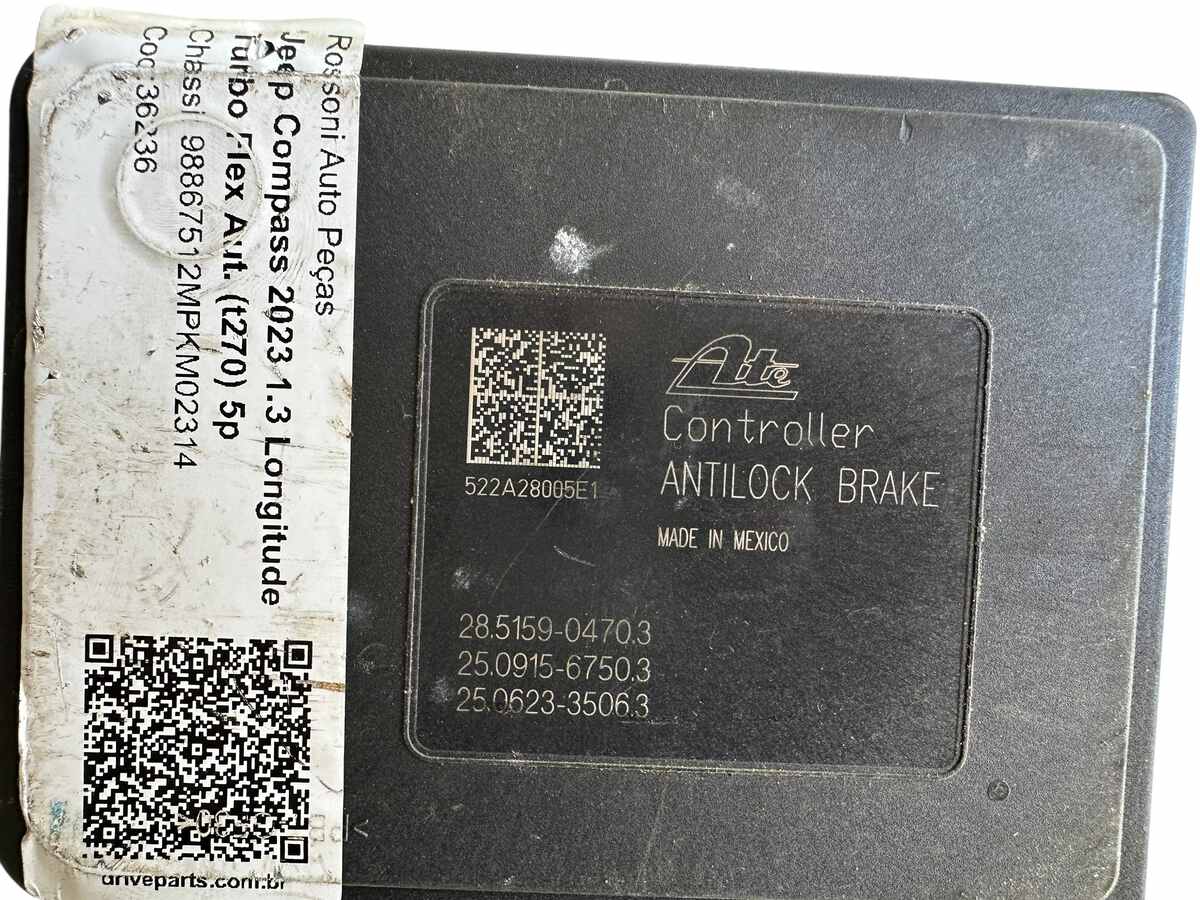 Rossoni Auto Peças
Jeep Compass 2023 1.3 Longitude
Turbo Flex Aut. (t270) 5p
Chassi 98867512MPKM02314
Cod 36236
driveparts.com.br
Ate
Controller
ANTILOCK BRAKE
MADE IN MEXICO
522A28005E1
28.5159-0470.3
25.0915-6750.3
25.0623-3506.3